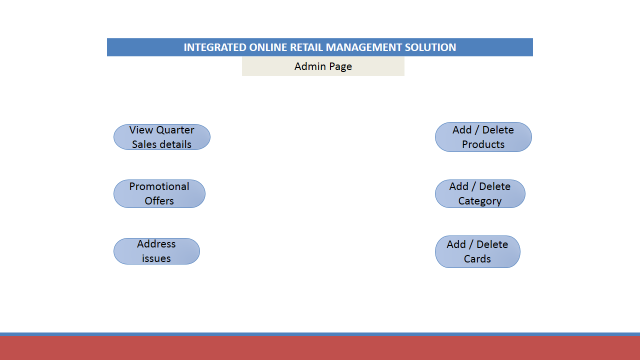 INTEGRATED ONLINE RETAIL MANAGEMENT SOLUTION
Admin Page
View Quarter
Sales details
Add / Delete
Products
Promotional
Offers
Add / Delete
Category
Address
issues
Add / Delete
Cards